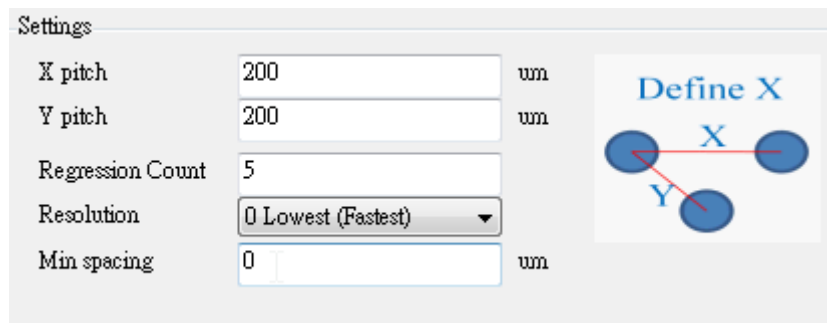 Settings
X pitch 200 um
Y pitch 200 um
Regression Count 5
Resolution 0 Lowest (Fastest)
Min spacing 0 um
Define X
X
Y